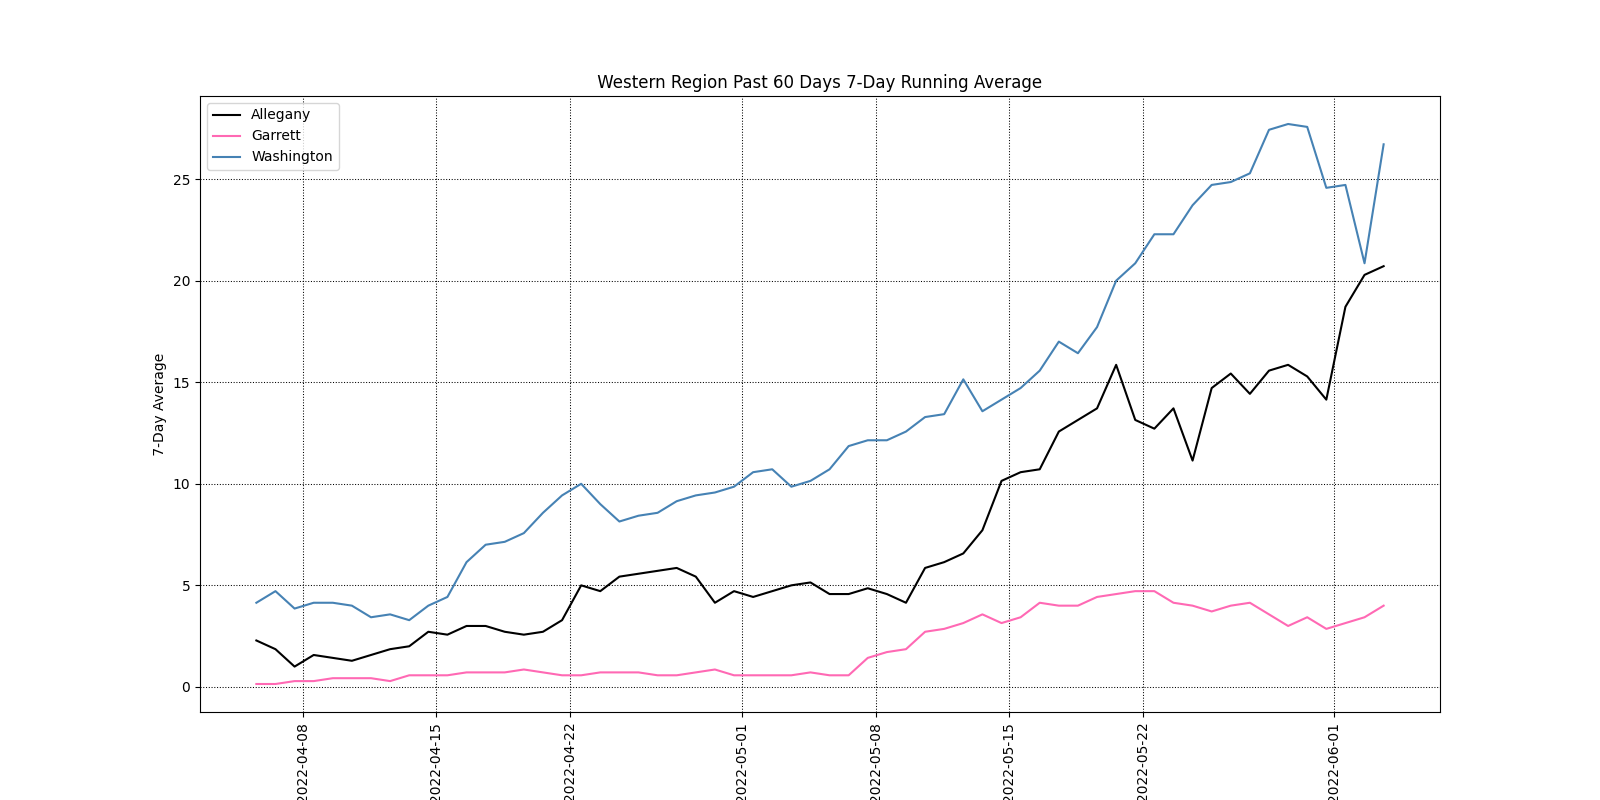 Western Region Past 60 Days 7-Day Running Average
Allegany
Garrett
Washington
7-Day Average
25
20
15
10
5
0
2022-04-08
2022-04-15
2022-04-22
2022-05-01
2022-05-08
2022-05-15
2022-05-22
2022-06-01